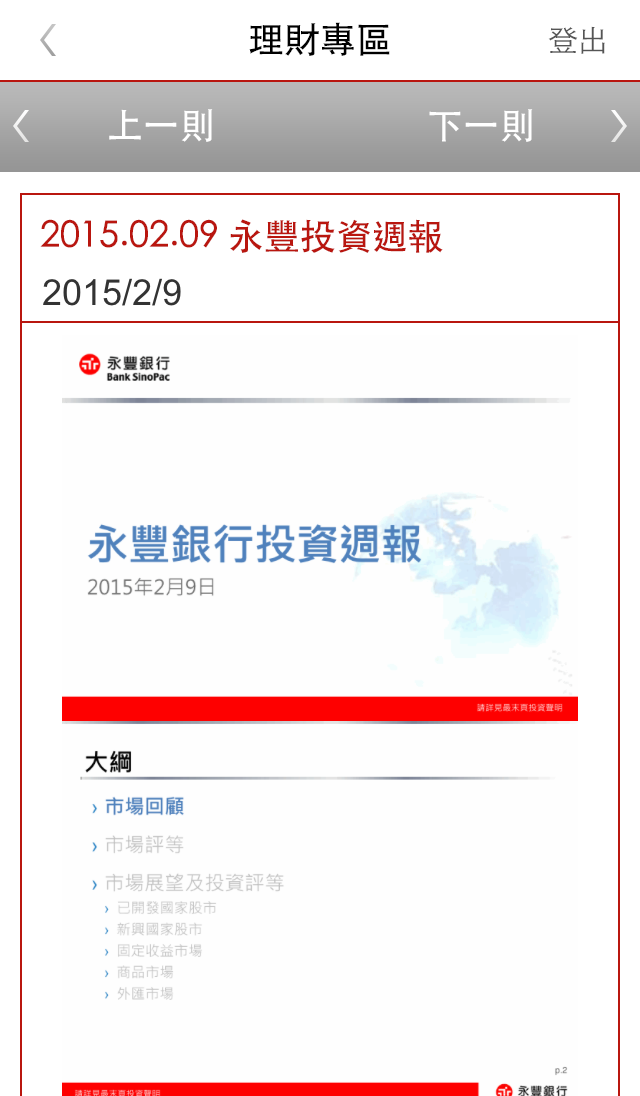 理財專區
登出
上一則
下一則
2015.02.09 永豐投資週報
2015/2/9
永豐銀行
Bank SinoPac
永豐銀行投資週報
2015年2月9日
請詳見最末頁投資聲明
大綱
› 市場回顧
› 市場評等
› 市場展望及投資評等
› 已開發國家股市
› 新興國家股市
› 固定收益市場
› 商品市場
› 外匯市場
p.2
請詳見最末頁投資聲明
永豐銀行